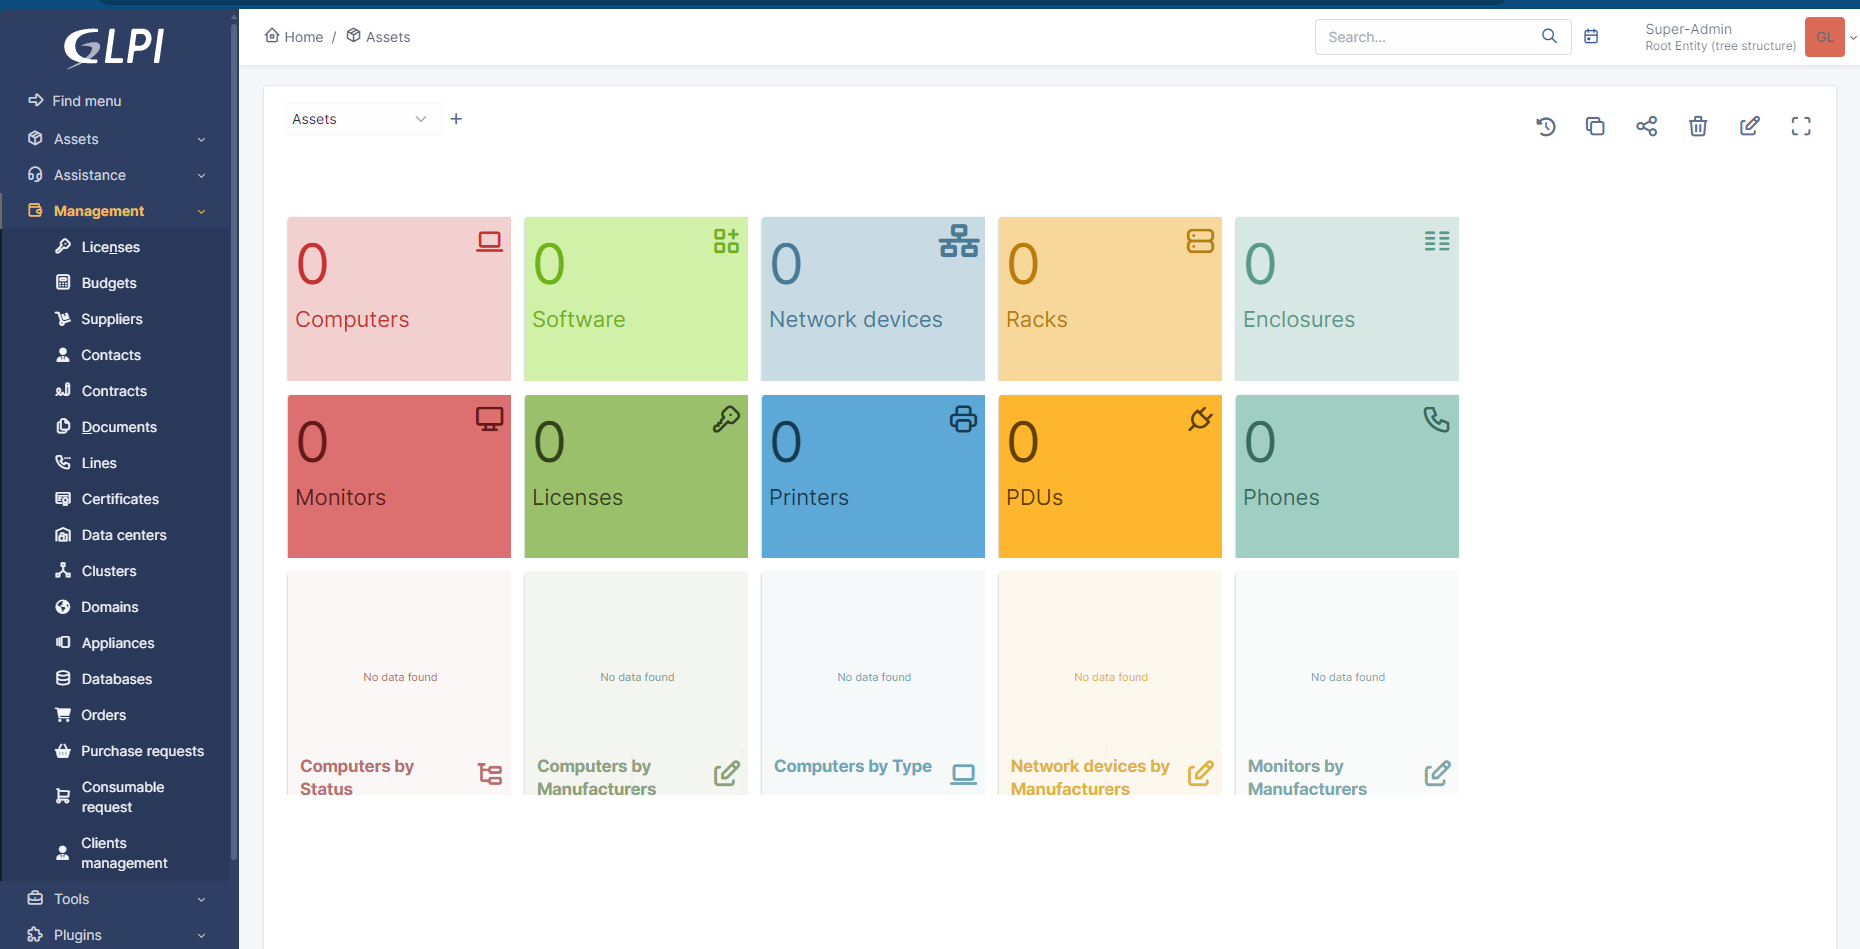 GLPI
Home / Assets
Search...
Super-Admin
Root Entity (tree structure)
GL
Find menu
Assets
Assistance
Management
Licenses
Budgets
Suppliers
Contacts
Contracts
Documents
Lines
Certificates
Data centers
Clusters
Domains
Appliances
Databases
Orders
Purchase requests
Consumable
request
Clients
management
Tools
Plugins
Assets
0
Computers
0
Software
0
Network devices
0
Racks
0
Enclosures
0
Monitors
0
Licenses
0
Printers
0
PDUs
0
Phones
No data found
Computers by
Status
No data found
Computers by
Manufacturers
No data found
Computers by Type
No data found
Network devices by
Manufacturers
No data found
Monitors by
Manufacturers